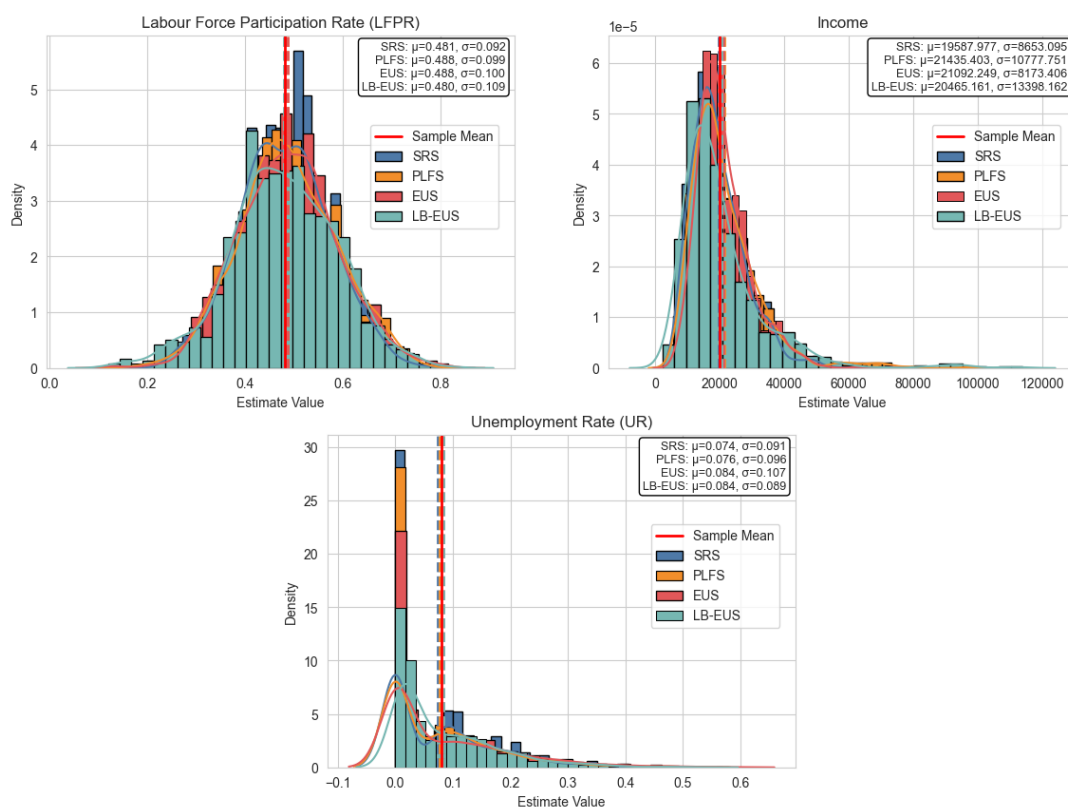 Labour Force Participation Rate (LFPR)
SRS: μ=0.481, σ=0.092
PLFS: μ=0.488, σ=0.099
EUS: μ=0.488, σ=0.100
LB-EUS: μ=0.480, σ=0.109
Sample Mean
SRS
PLFS
EUS
LB-EUS
Density
5
4
3
2
1
0
0.0 0.2 0.4 0.6 0.8
Estimate Value
Income
1e−5
SRS: μ=19587.977, σ=8653.095
PLFS: μ=21435.403, σ=10777.751
EUS: μ=21092.249, σ=8173.406
LB-EUS: μ=20465.161, σ=13398.162
Sample Mean
SRS
PLFS
EUS
LB-EUS
Density
6
5
4
3
2
1
0
0 20000 40000 60000 80000 100000 120000
Estimate Value
Unemployment Rate (UR)
SRS: μ=0.074, σ=0.091
PLFS: μ=0.076, σ=0.096
EUS: μ=0.084, σ=0.107
LB-EUS: μ=0.084, σ=0.089
Sample Mean
SRS
PLFS
EUS
LB-EUS
Density
30
25
20
15
10
5
0
−0.1 0.0 0.1 0.2 0.3 0.4 0.5 0.6
Estimate Value